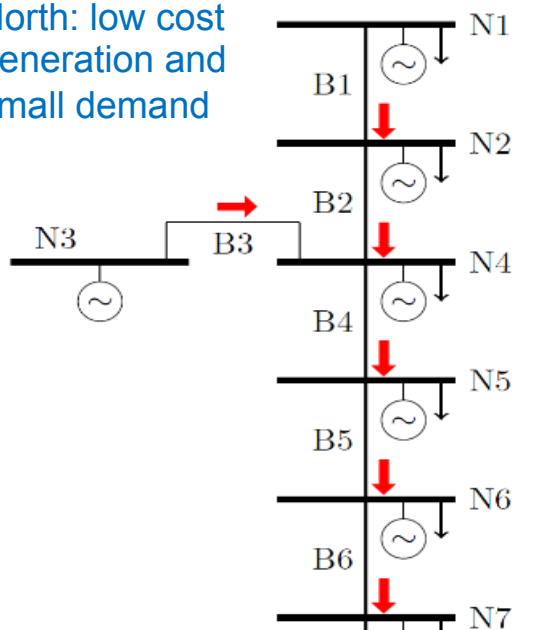 orth: low cost
eneration and
mall demand
N1
B1
N2
B2
N3
B3
N4
B4
N5
B5
N6
B6
N7